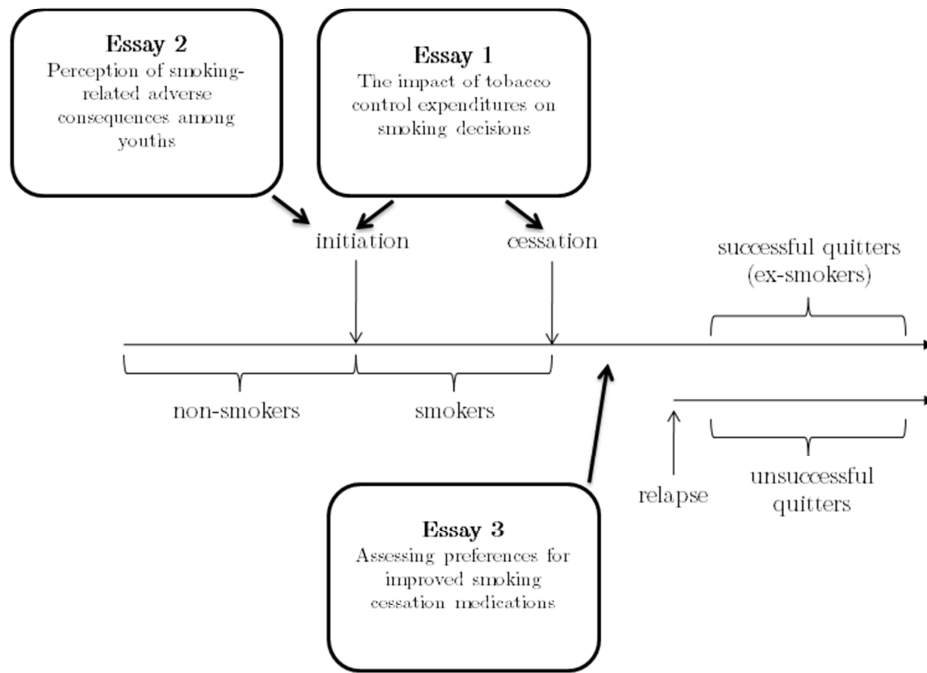 Essay 2
Perception of smoking-
related adverse
consequences among
youths
Essay 1
The impact of tobacco
control expenditures on
smoking decisions
initiation
cessation
successful quitters
(ex-smokers)
non-smokers
smokers
relapse
unsuccessful
quitters
Essay 3
Assessing preferences for
improved smoking
cessation medications